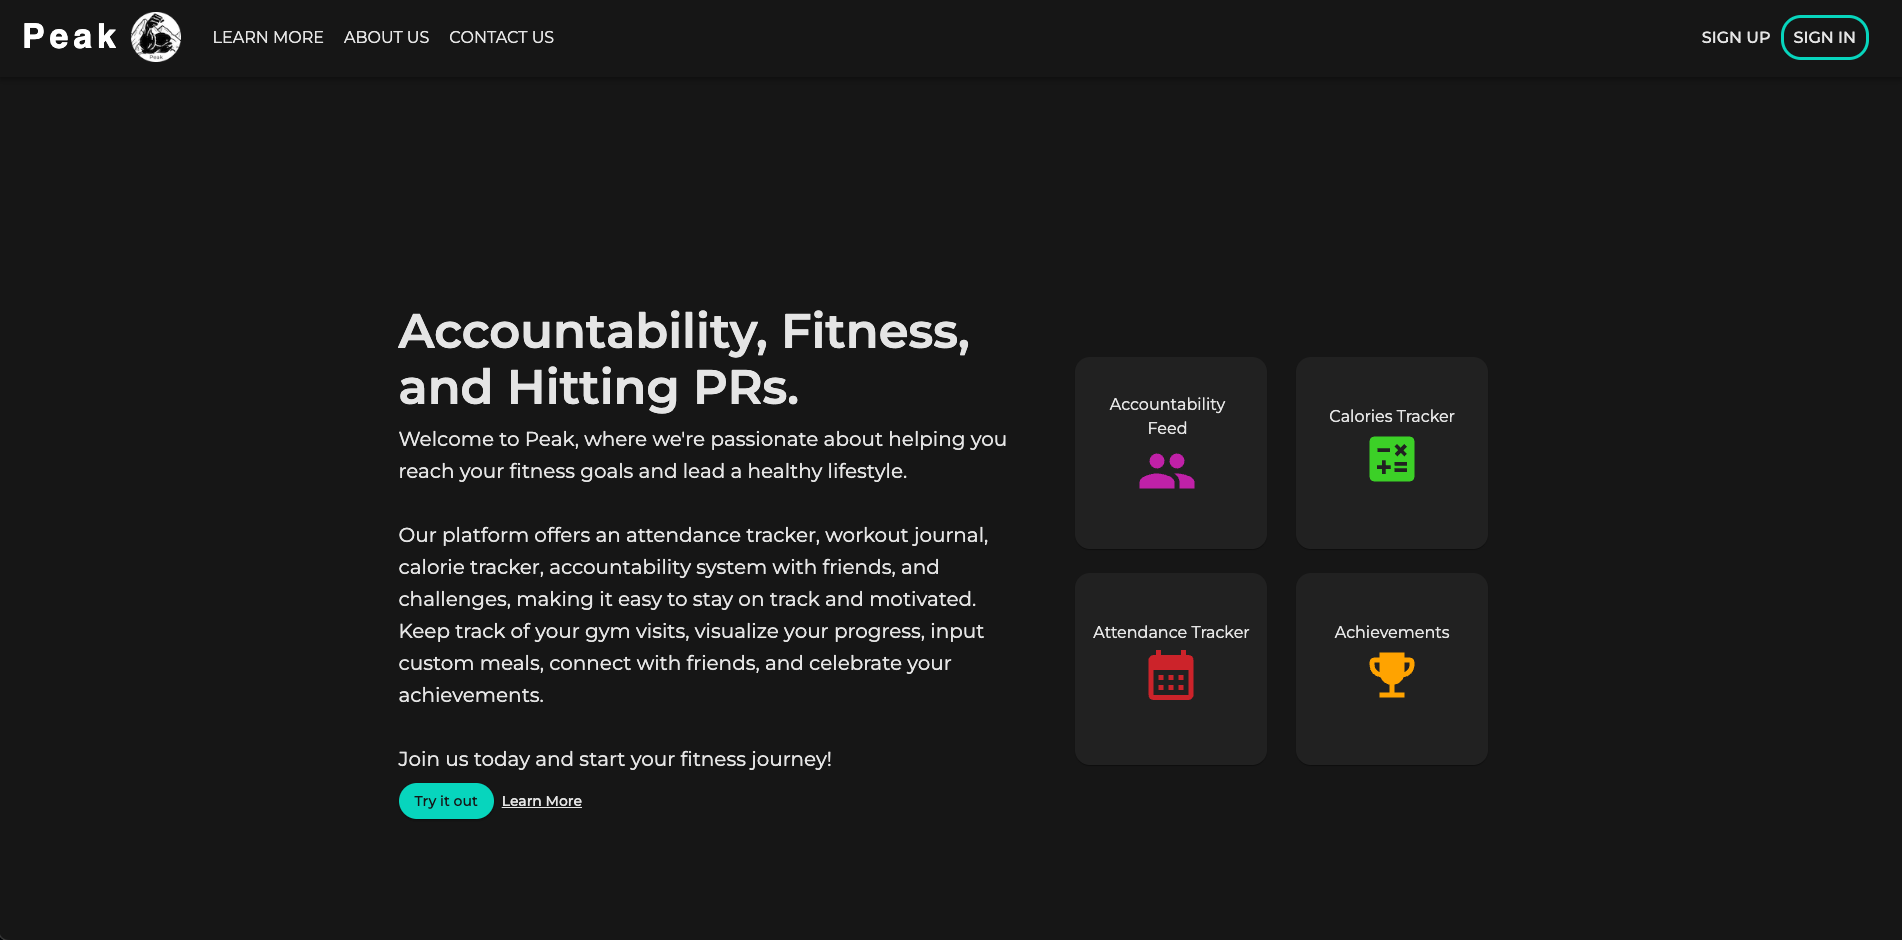 Peak
Peak
LEARN MORE
ABOUT US
CONTACT US
SIGN UP
SIGN IN
Accountability, Fitness,
and Hitting PRs.
Welcome to Peak, where we're passionate about helping you
reach your fitness goals and lead a healthy lifestyle.
Our platform offers an attendance tracker, workout journal,
calorie tracker, accountability system with friends, and
challenges, making it easy to stay on track and motivated.
Keep track of your gym visits, visualize your progress, input
custom meals, connect with friends, and celebrate your
achievements.
Join us today and start your fitness journey!
Try it out
Learn More
Accountability
Feed
Calories Tracker
Attendance Tracker
Achievements